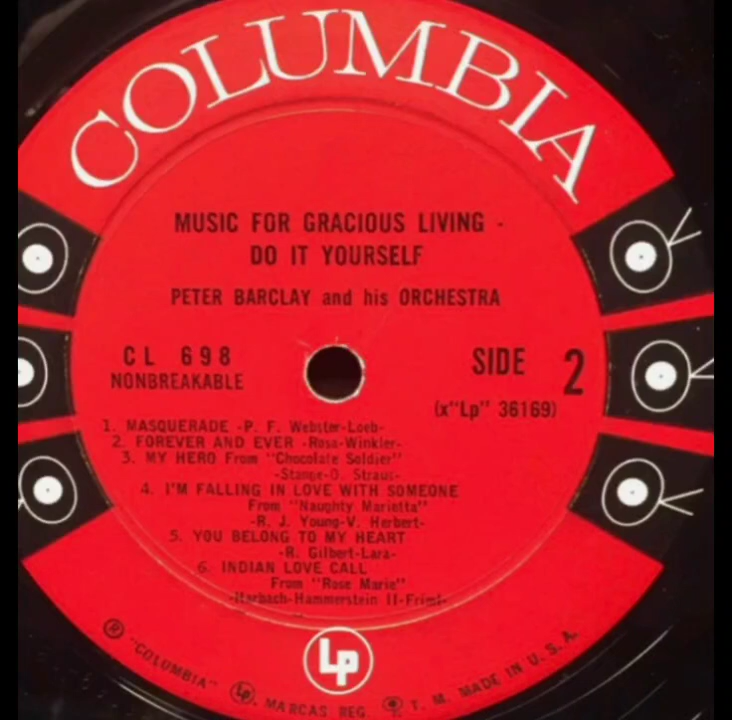 COLUMBIA
MUSIC FOR GRACIOUS LIVING -
DO IT YOURSELF
PETER BARCLAY and his ORCHESTRA
CL 698
NONBREAKABLE
SIDE 2
(x"Lp" 36169)
1. MASQUERADE -P. F. Webster-Loeb-
2. FOREVER AND EVER -Rosa-Winkler-
3. MY HERO From "Chocolate Soldier"
-Stange-O. Straus-
4. I'M FALLING IN LOVE WITH SOMEONE
From "Naughty Marietta"
-R. J. Young-V. Herbert-
5. YOU BELONG TO MY HEART
-R. Gilbert-Lara-
6. INDIAN LOVE CALL
From "Rose Marie"
-Harbach-Hammerstein II-Friml-
Lp
® "COLUMBIA" Lp MARCAS REG. T. M. MADE IN U. S. A.